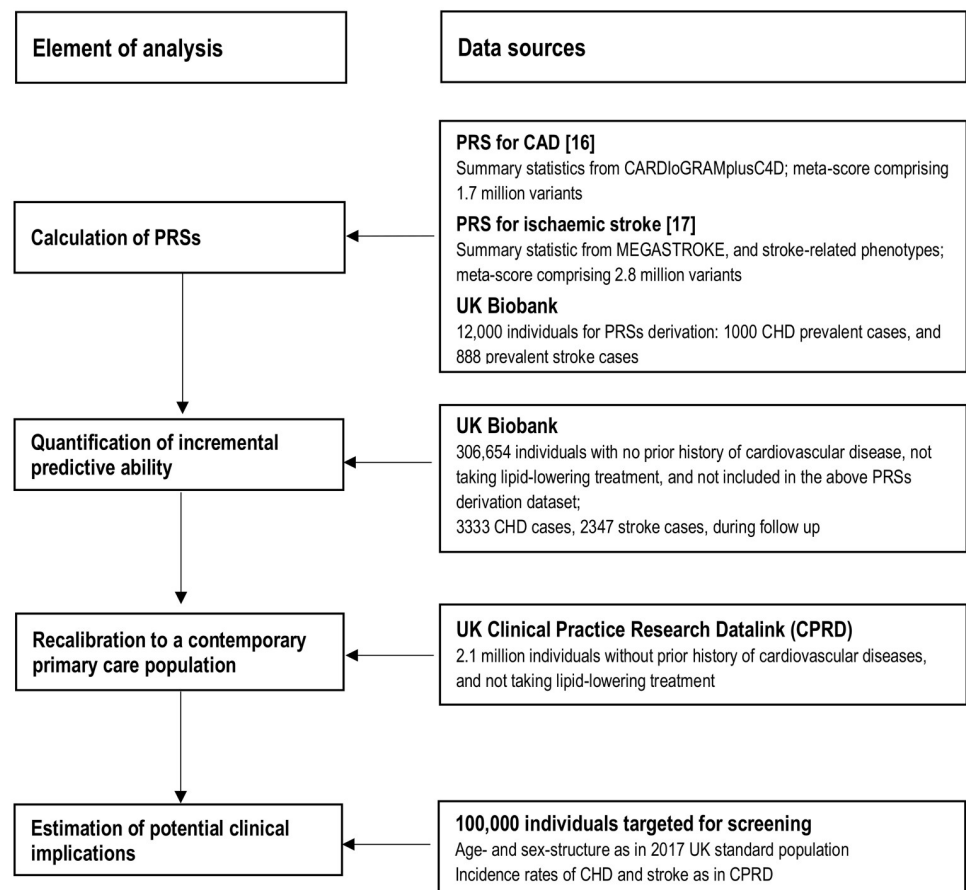 Element of analysis
Data sources
Calculation of PRSs
PRS for CAD [16]
Summary statistics from CARDIoGRAMplusC4D; meta-score comprising
1.7 million variants
PRS for ischaemic stroke [17]
Summary statistic from MEGASTROKE, and stroke-related phenotypes;
meta-score comprising 2.8 million variants
UK Biobank
12,000 individuals for PRSs derivation: 1000 CHD prevalent cases, and
888 prevalent stroke cases
Quantification of incremental
predictive ability
UK Biobank
306,654 individuals with no prior history of cardiovascular disease, not
taking lipid-lowering treatment, and not included in the above PRSs
derivation dataset;
3333 CHD cases, 2347 stroke cases, during follow up
Recalibration to a contemporary
primary care population
UK Clinical Practice Research Datalink (CPRD)
2.1 million individuals without prior history of cardiovascular diseases,
and not taking lipid-lowering treatment
Estimation of potential clinical
implications
100,000 individuals targeted for screening
Age- and sex-structure as in 2017 UK standard population
Incidence rates of CHD and stroke as in CPRD